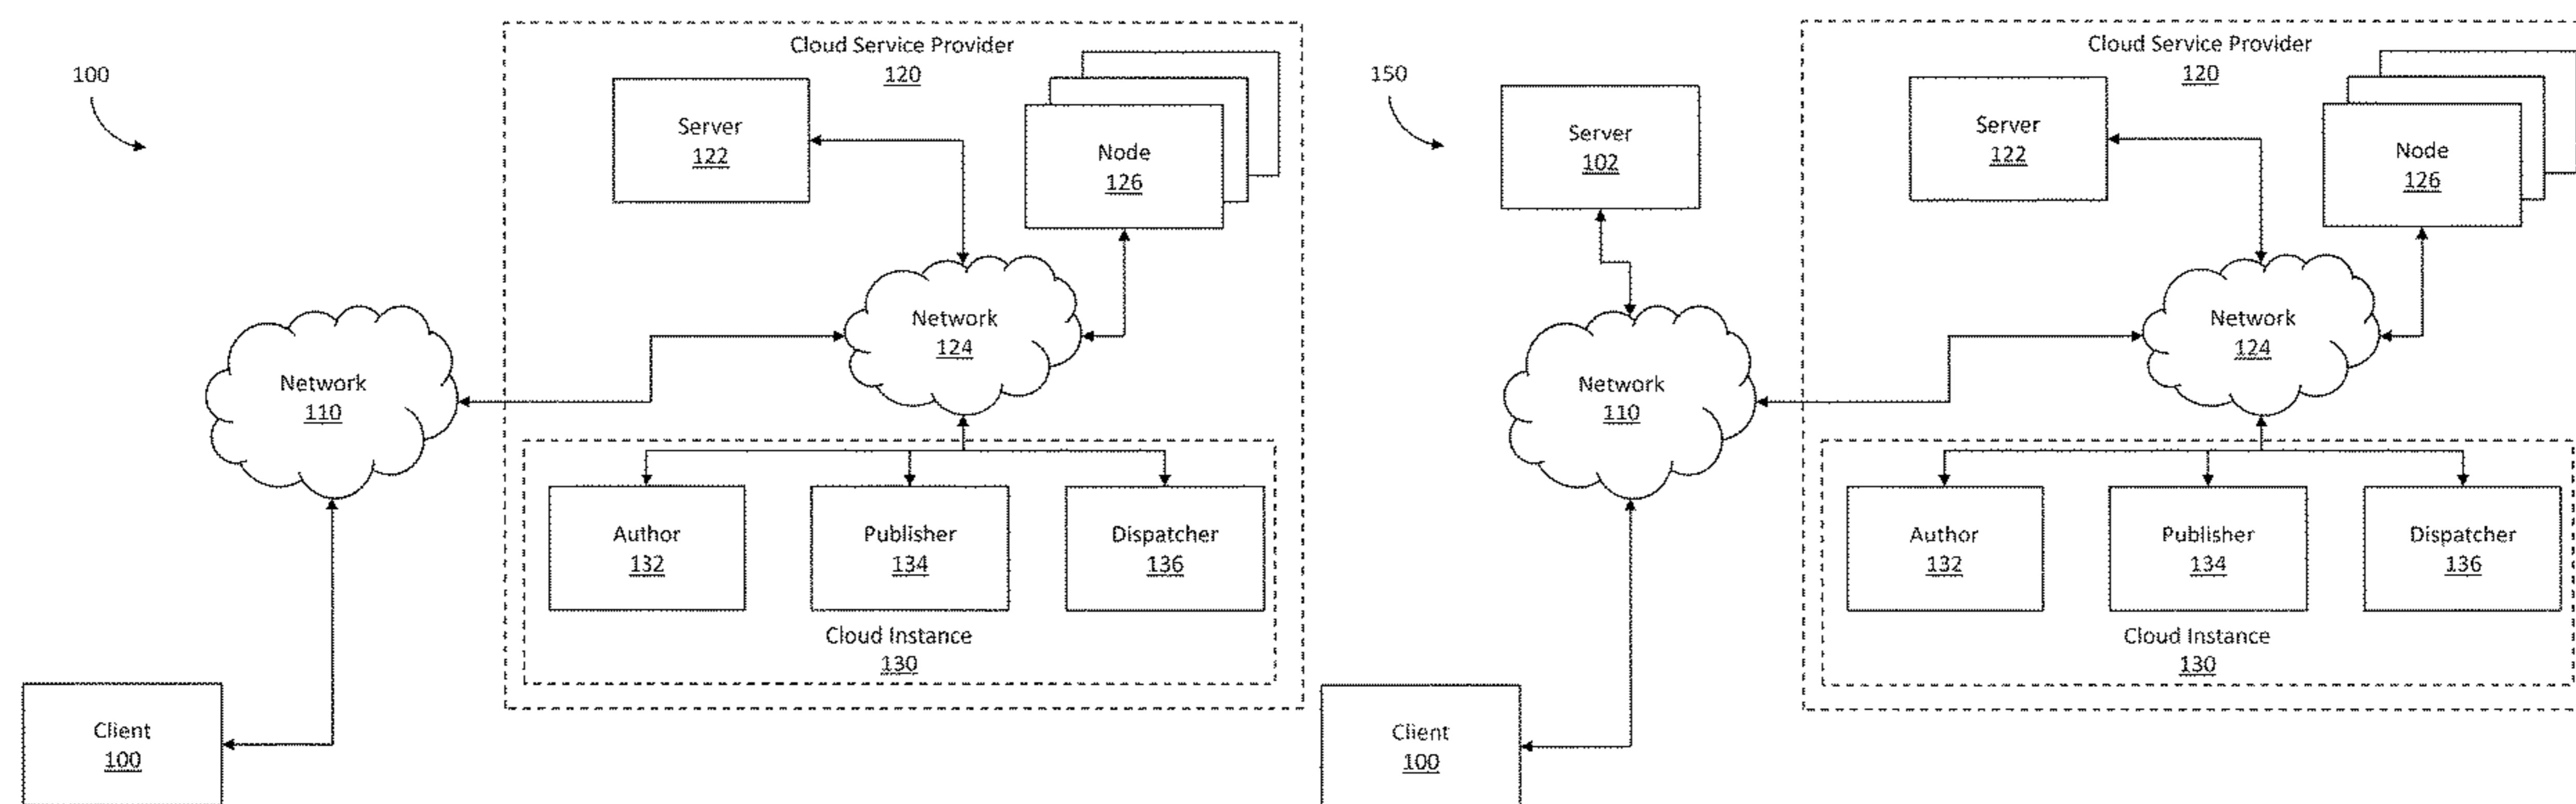 100
Cloud Service Provider
120
Server
122
Node
126
Network
124
Network
110
Author
132
Publisher
134
Dispatcher
136
Cloud Instance
130
Client
100
150
Server
102
Cloud Service Provider
120
Server
122
Node
126
Network
124
Network
110
Author
132
Publisher
134
Dispatcher
136
Cloud Instance
130
Client
100